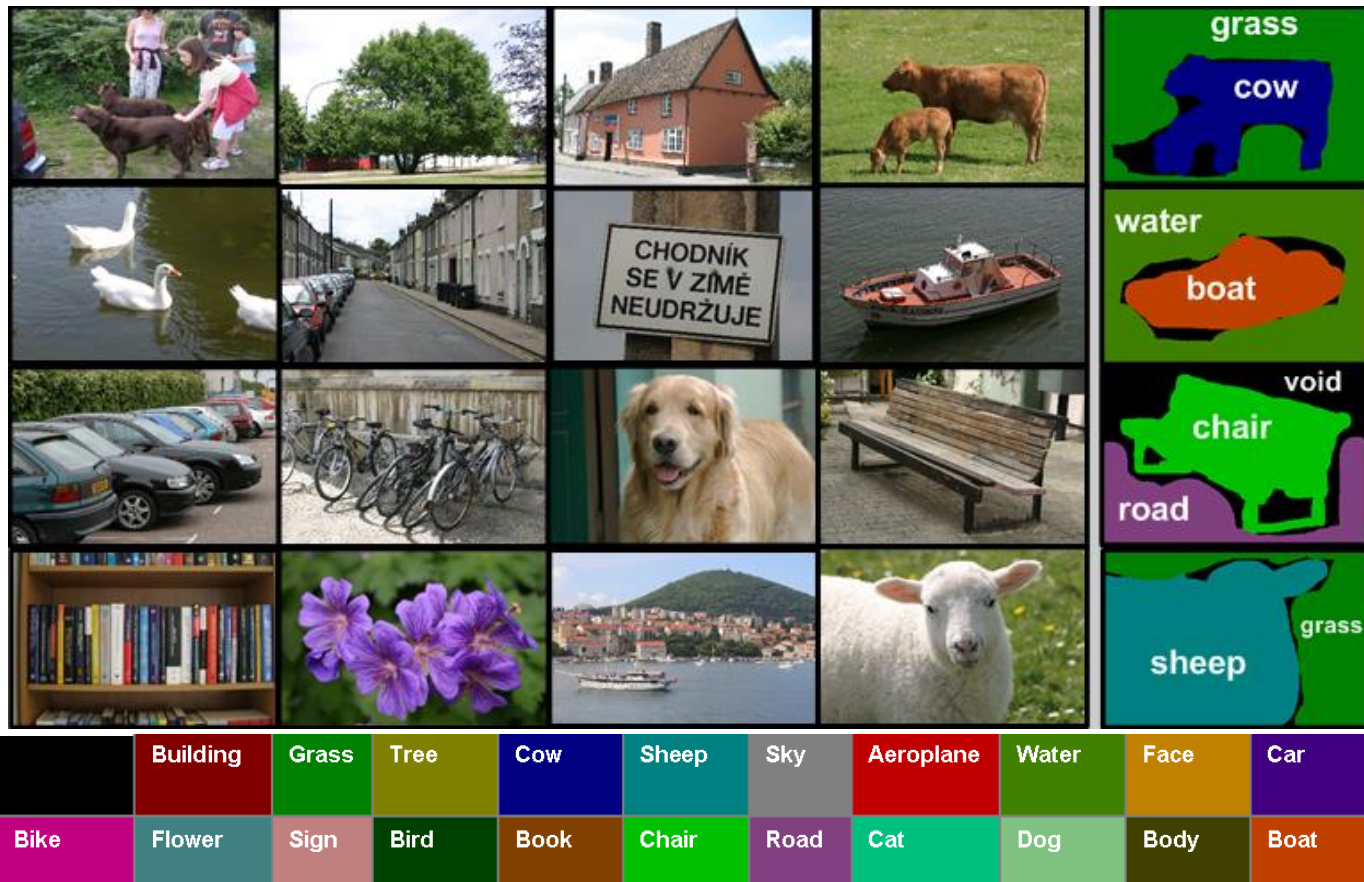 grass
cow
CHODNÍK
SE V ZIMĚ
NEUDRŽUJE
water
boat
void
chair
road
grass
sheep
Building Grass Tree Cow Sheep Sky Aeroplane Water Face Car
Bike Flower Sign Bird Book Chair Road Cat Dog Body Boat